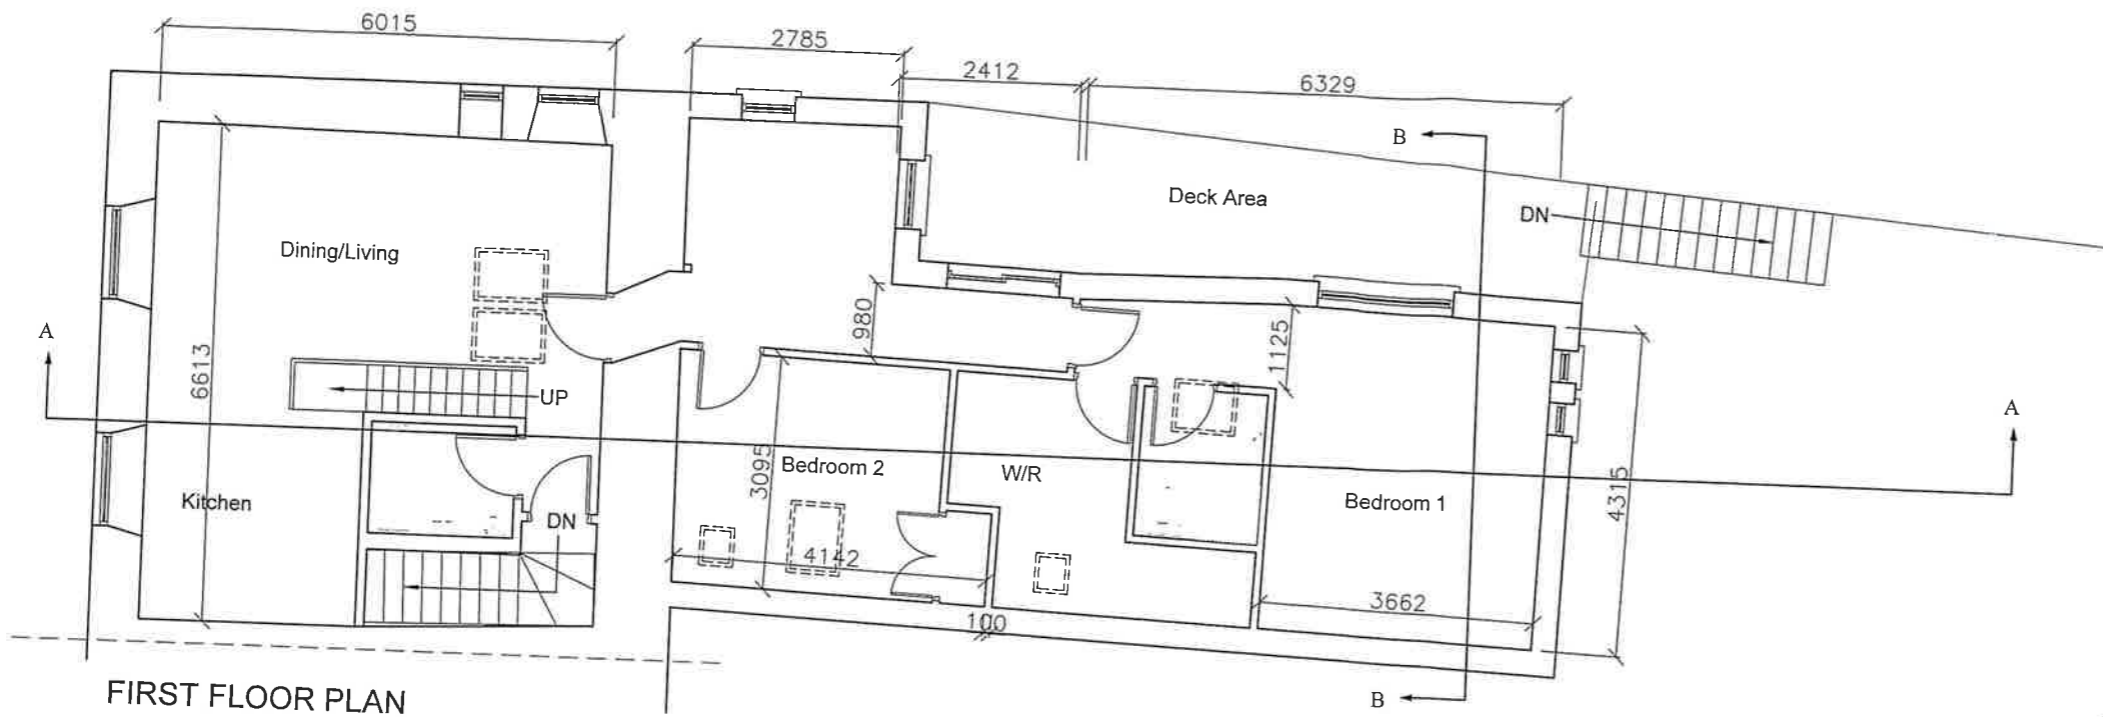 6015
2785
2412
6329
B
Deck Area
DN
Dining/Living
980
1125
A
6613
UP
A
3095
Bedroom 2
W/R
Bedroom 1
4315
Kitchen
DN
4142
3662
100
FIRST FLOOR PLAN
B